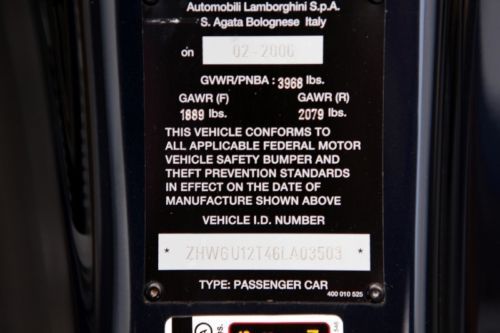 Automobili Lamborghini S.p.A.
S. Agata Bolognese Italy
on 02-2006
GVWR/PNBA : 3968 lbs.
GAWR (F) GAWR (R)
1889 lbs. 2079 lbs.
THIS VEHICLE CONFORMS TO
ALL APPLICABLE FEDERAL MOTOR
VEHICLE SAFETY BUMPER AND
THEFT PREVENTION STANDARDS
IN EFFECT ON THE DATE OF
MANUFACTURE SHOWN ABOVE
VEHICLE I.D. NUMBER
* ZHWGU12T46LA03503 *
TYPE: PASSENGER CAR
400 010 525